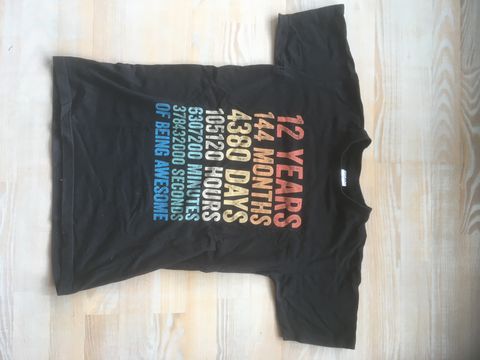 12 YEARS
144 MONTHS
4380 DAYS
105120 HOURS
6307200 MINUTES
378432000 SECONDS
OF BEING AWESOME